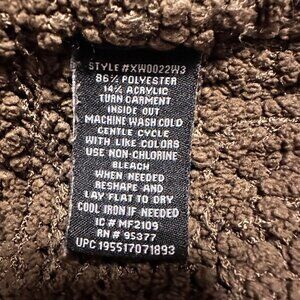 STYLE #XW0022W3
86% POLYESTER
14% ACRYLIC
TURN GARMENT
INSIDE OUT
MACHINE WASH COLD
GENTLE CYCLE
WITH LIKE COLORS
USE NON-CHLORINE
BLEACH
WHEN NEEDED
RESHAPE AND
LAY FLAT TO DRY
COOL IRON IF NEEDED
IC # MF2109
RN # 95377
UPC 195517071893